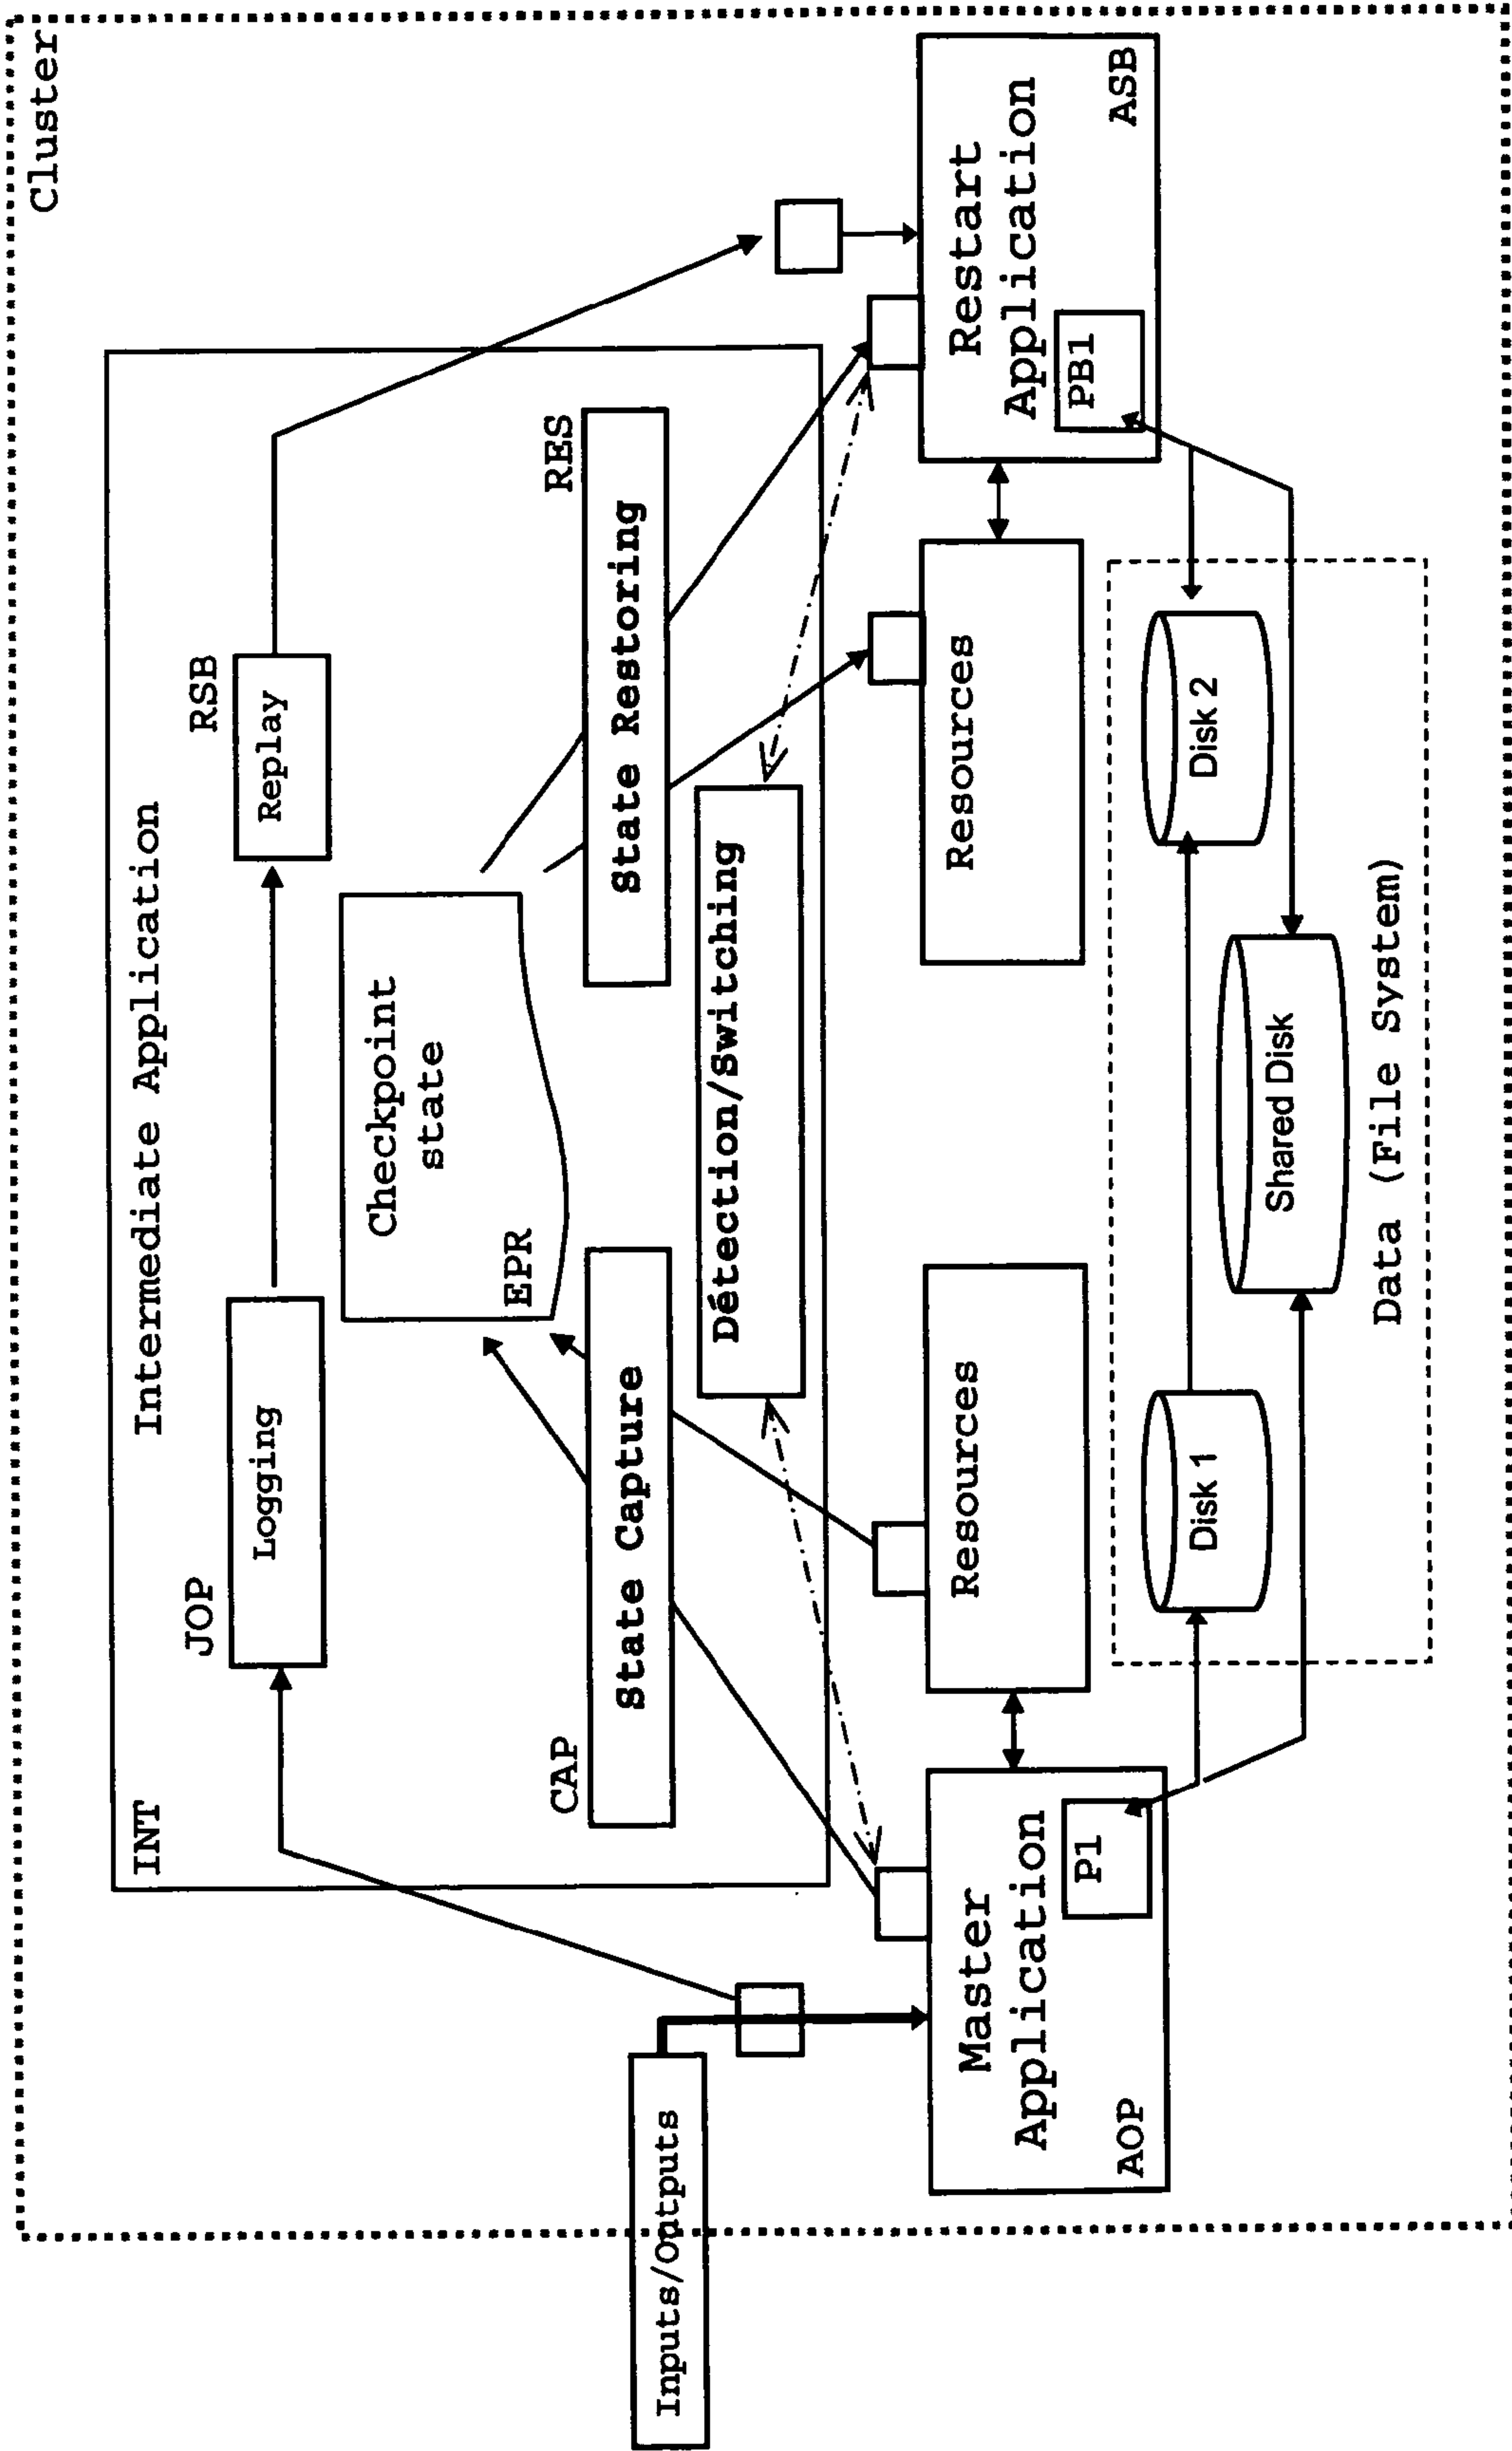 Cluster
INT
Intermediate Application
JOP
Logging
RSB
Replay
Checkpoint
state
EPR
CAP
State Capture
RES
State Restoring
Détection/Switching
Inputs/Outputs
Master
Application
AOP
P1
Resources
Resources
Restart
Application
ASB
PB1
Disk 1
Disk 2
Shared Disk
Data (File System)